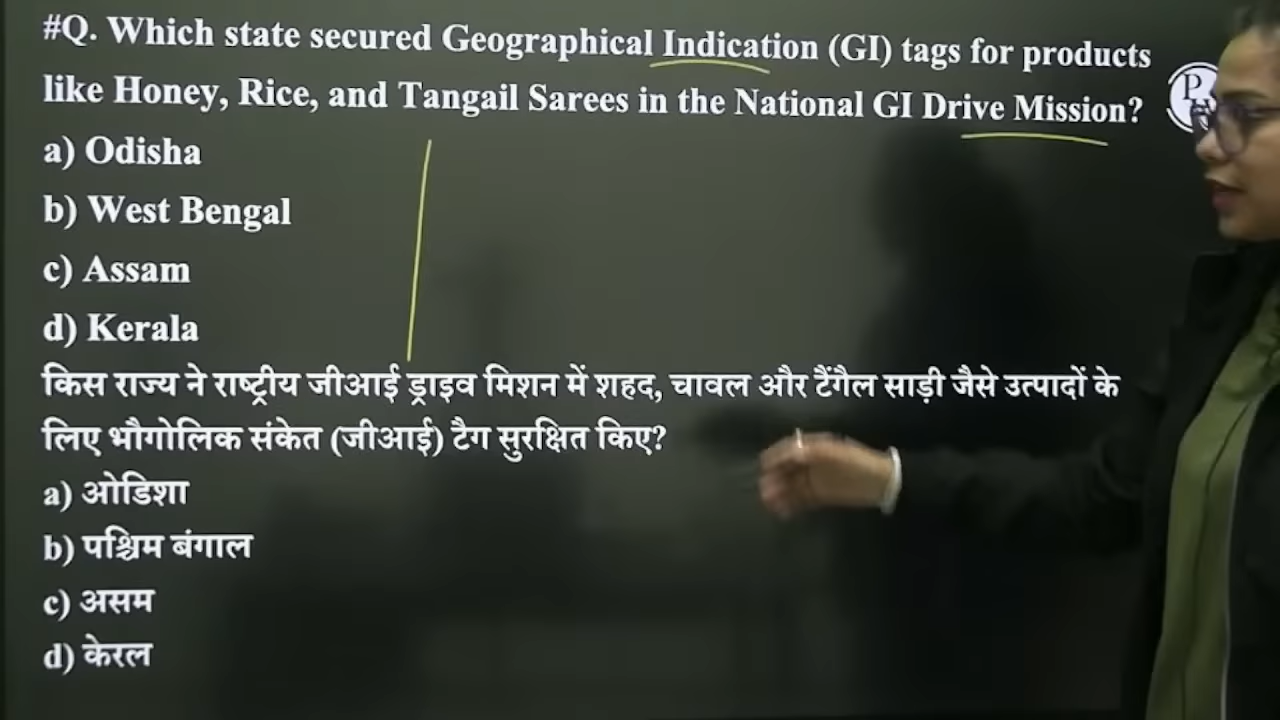 #Q. Which state secured Geographical Indication (GI) tags for products
like Honey, Rice, and Tangail Sarees in the National GI Drive Mission?
a) Odisha
b) West Bengal
c) Assam
d) Kerala
किस राज्य ने राष्ट्रीय जीआई ड्राइव मिशन में शहद, चावल और टैंगैल साड़ी जैसे उत्पादों के
लिए भौगोलिक संकेत (जीआई) टैग सुरक्षित किए?
a) ओडिशा
b) पश्चिम बंगाल
c) असम
d) केरल